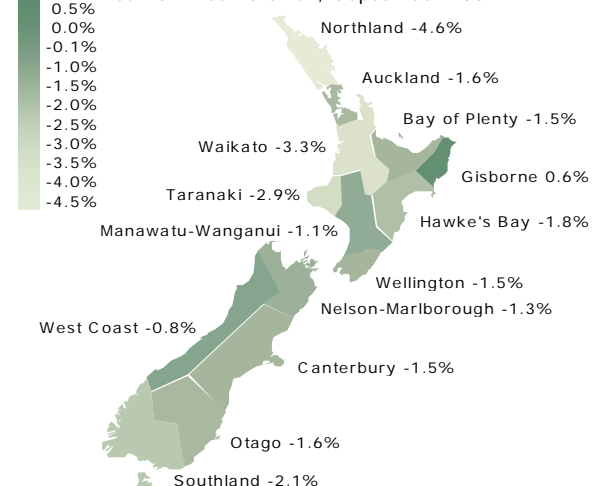 0.5%
0.0%
-0.1%
-1.0%
-1.5%
-2.0%
-2.5%
-3.0%
-3.5%
-4.0%
-4.5%
Northland -4.6%
Auckland -1.6%
Bay of Plenty -1.5%
Waikato -3.3%
Gisborne 0.6%
Taranaki -2.9%
Hawke's Bay -1.8%
Manawatu-Wanganui -1.1%
Wellington -1.5%
Nelson-Marlborough -1.3%
West Coast -0.8%
Canterbury -1.5%
Otago -1.6%
Southland -2.1%